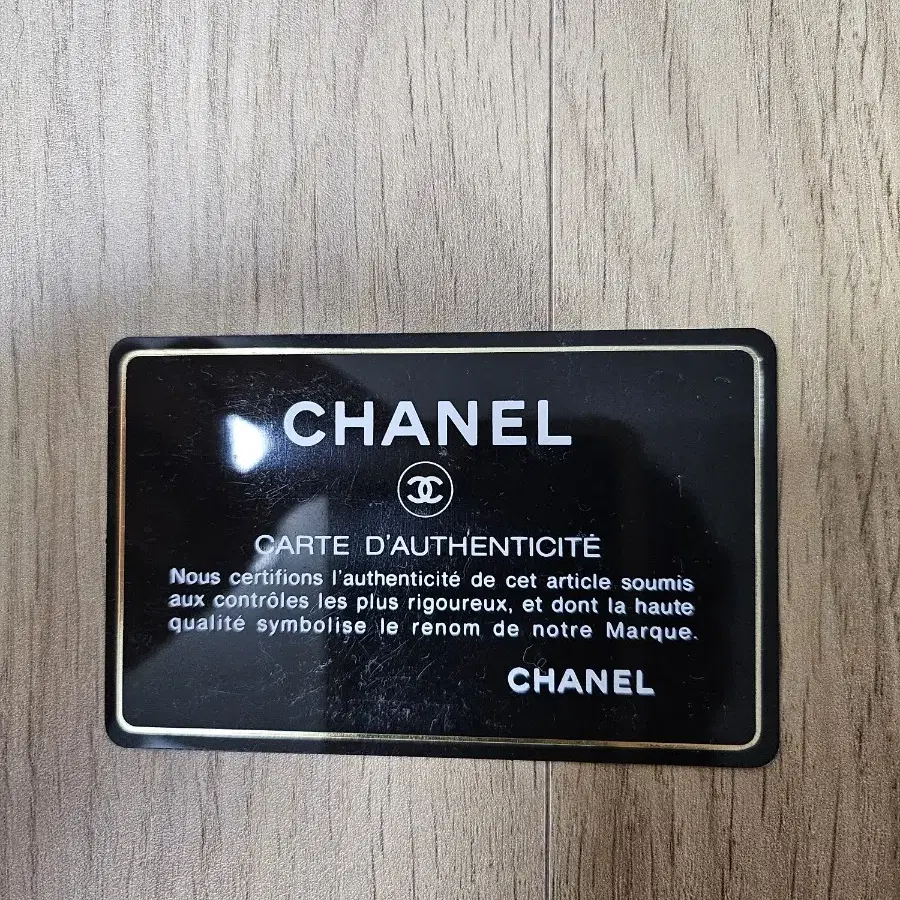 CHANEL
CARTE D'AUTHENTICITÉ
Nous certifions l'authenticité de cet article soumis
aux contrôles les plus rigoureux, et dont la haute
qualité symbolise le renom de notre Marque.
CHANEL